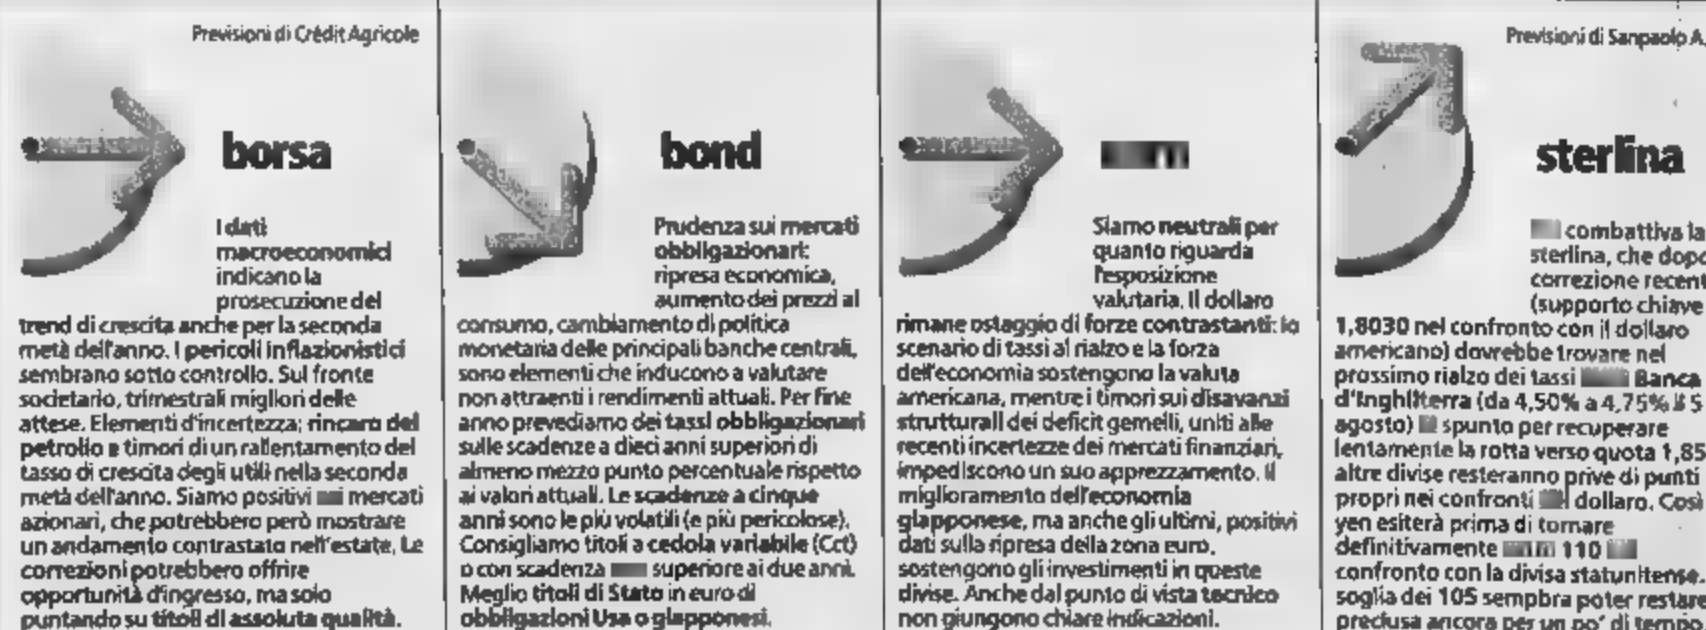 Previsioni di Crédit Agricole
borsa
I dati
macroeconomici
indicano la
prosecuzione del
trend di crescita anche per la seconda
metà dell'anno. I pericoli inflazionistici
sembrano sotto controllo. Sul fronte
societario, trimestrali migliori delle
attese. Elementi d'incertezza; rincaro del
petrolio e timori di un rallentamento del
tasso di crescita degli utili nella seconda
metà dell'anno. Siamo positivi mercati
azionari, che potrebbero però mostrare
un andamento contrastato nell'estate. Le
correzioni potrebbero offrire
opportunità d'ingresso, ma solo
puntando su titoli di assoluta qualità.
bond
Prudenza sui mercati
obbligazionari:
ripresa economica,
aumento dei prezzi al
consumo, cambiamento di politica
monetaria delle principali banche centrali,
sono elementi che inducono a valutare
non attraenti i rendimenti attuali. Per fine
anno prevediamo dei tassi obbligazionari
sulle scadenze a dieci anni superiori di
almeno mezzo punto percentuale rispetto
ai valori attuali. Le scadenze a cinque
anni sono le più volatili (e più pericolose).
Consigliamo titoli a cedola variabile (Cct)
o con scadenza superiore ai due anni.
Meglio titoli di Stato in euro di
obbligazioni Usa o giapponesi.
Siamo neutrali per
quanto riguarda
l'esposizione
valutaria. Il dollaro
rimane ostaggio di forze contrastanti: lo
scenario di tassi al rialzo e la forza
dell'economia sostengono la valuta
americana, mentre i timori sui disavanzi
strutturali dei deficit gemelli, uniti alle
recenti incertezze dei mercati finanziari,
impediscono un suo apprezzamento. Il
miglioramento dell'economia
giapponese, ma anche gli ultimi, positivi
dati sulla ripresa della zona euro,
sostengono gli investimenti in queste
divise. Anche dal punto di vista tecnico
non giungono chiare indicazioni.
Previsioni di Sanpaolo A.
sterlina
combattiva la
sterlina, che dopo
correzione recent
(supporto chiave
1,8030 nel confronto con il dollaro
americano) dovrebbe trovare nel
prossimo rialzo dei tassi Banca
d'Inghilterra (da 4,50% a 4,75% il 5
agosto) spunto per recuperare
lentamente la rotta verso quota 1,85
altre divise resteranno prive di punti
propri nei confronti dollaro. Così
yen esiterà prima di tornare
definitivamente 110
confronto con la divisa statunitense.
soglia dei 105 sempbra poter restare
preclusa ancora per un po' di tempo